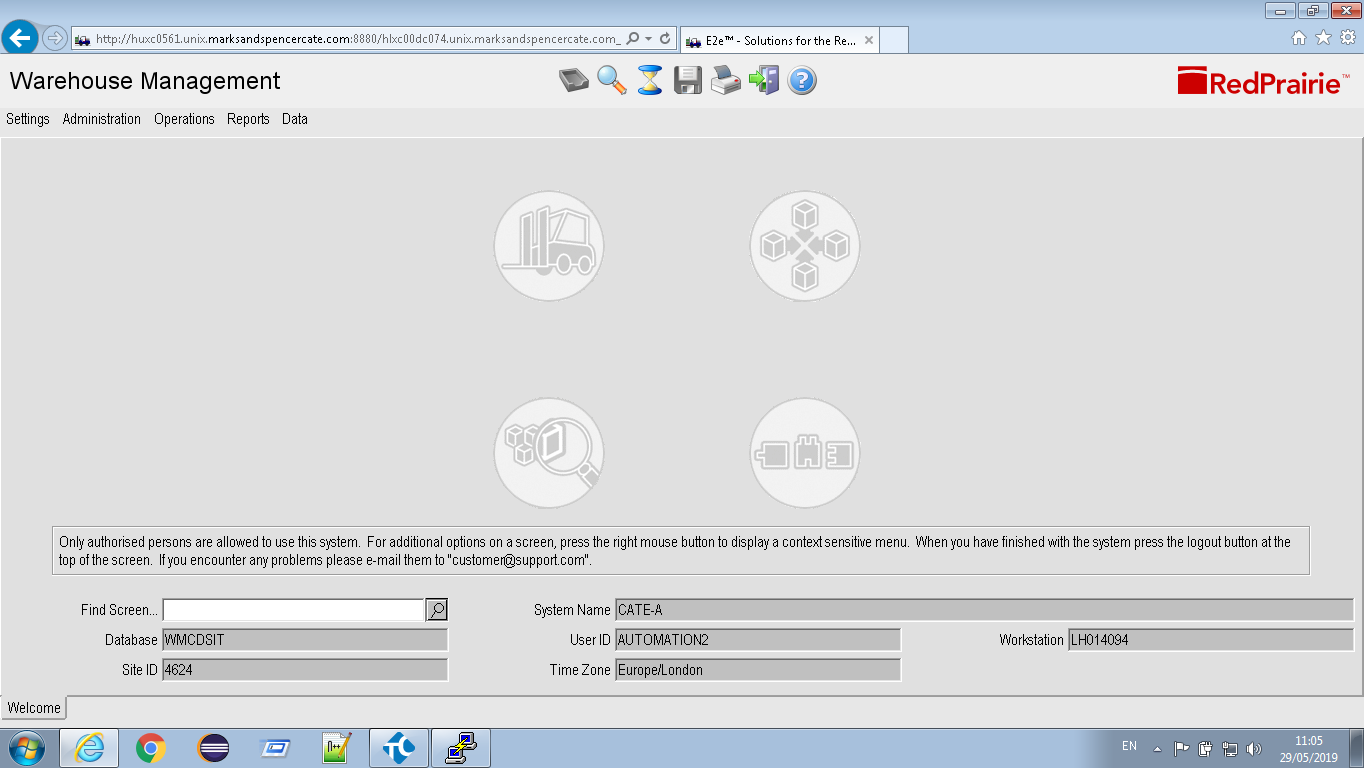 http://huxc0561.unix.marksandspencercate.com:8880/hlxc00dc074.unix.marksandspencercate.com_
E2e™ - Solutions for the Re...
Warehouse Management
RedPrairie™
Settings Administration Operations Reports Data
Only authorised persons are allowed to use this system. For additional options on a screen, press the right mouse button to display a context sensitive menu. When you have finished with the system press the logout button at the
top of the screen. If you encounter any problems please e-mail them to "customer@support.com".
Find Screen... System Name CATE-A
Database WMCDSIT User ID AUTOMATION2 Workstation LH014094
Site ID 4624 Time Zone Europe/London
Welcome
EN 11:05
29/05/2019